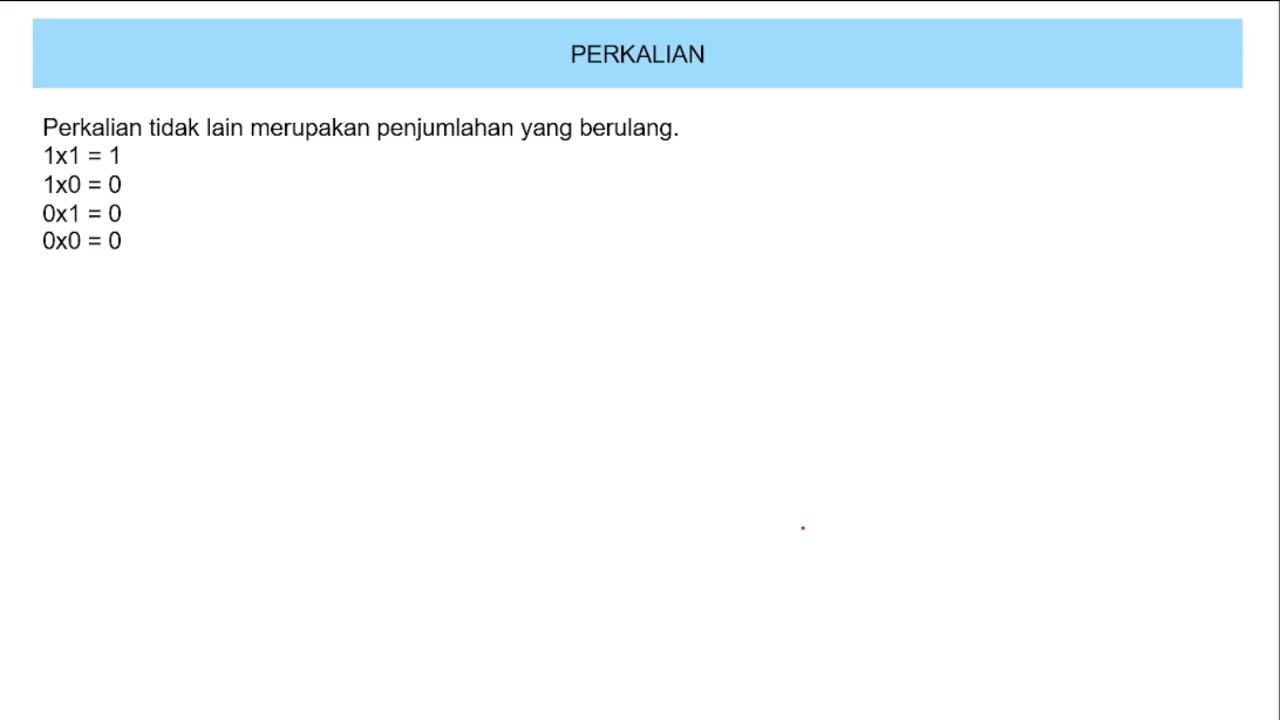 PERKALIAN
Perkalian tidak lain merupakan penjumlahan yang berulang.
1x1 = 1
1x0 = 0
0x1 = 0
0x0 = 0